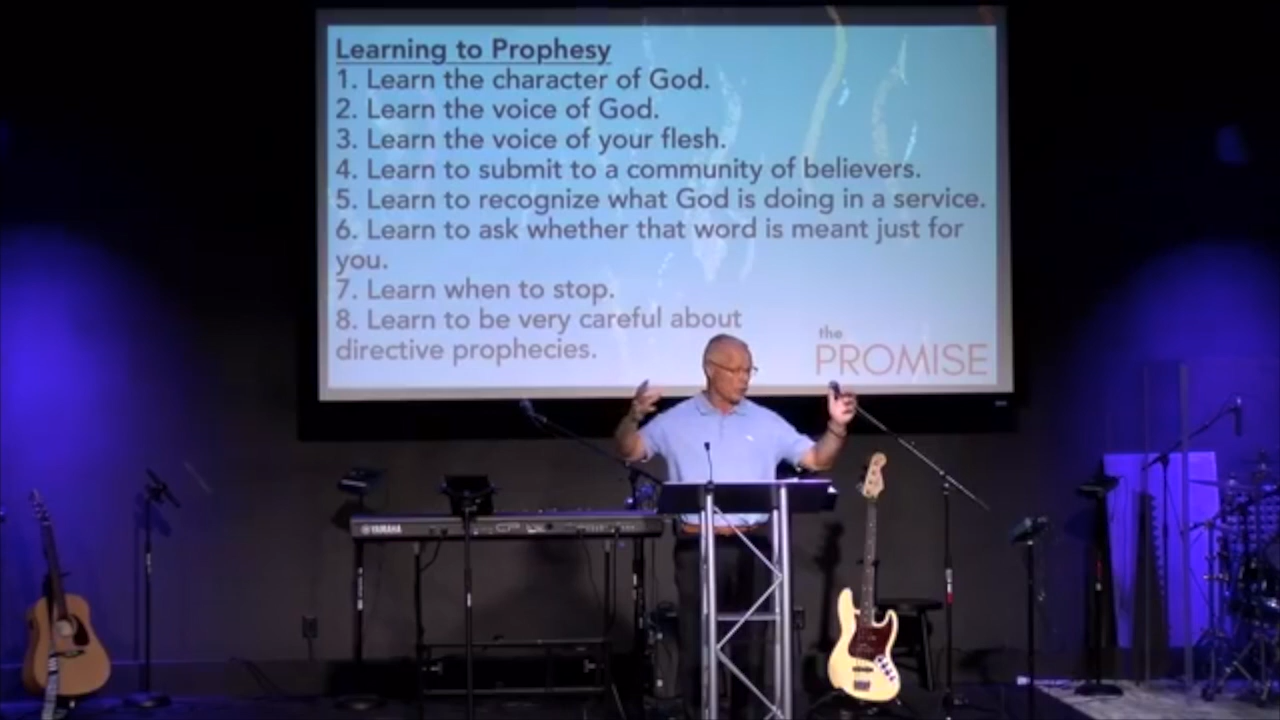 Learning to Prophesy
1. Learn the character of God.
2. Learn the voice of God.
3. Learn the voice of your flesh.
4. Learn to submit to a community of believers.
5. Learn to recognize what God is doing in a service.
6. Learn to ask whether that word is meant just for
you.
7. Learn when to stop.
8. Learn to be very careful about
directive prophecies.
the
PROMISE
YAMAHA